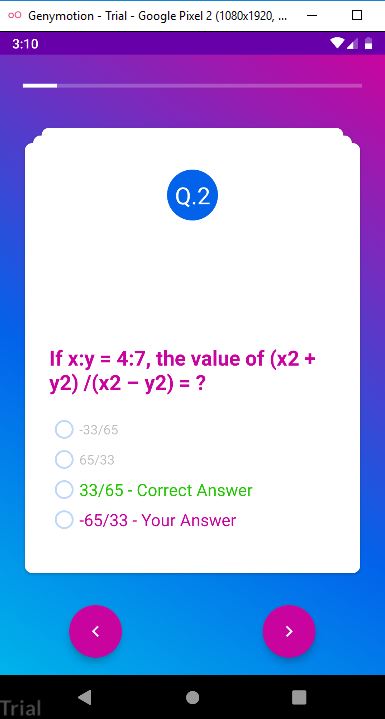 Genymotion - Trial - Google Pixel 2 (1080x1920, ...
3:10
Q.2
If x:y = 4:7, the value of (x2 +
y2) /(x2 – y2) = ?
-33/65
65/33
33/65 - Correct Answer
-65/33 - Your Answer
Trial